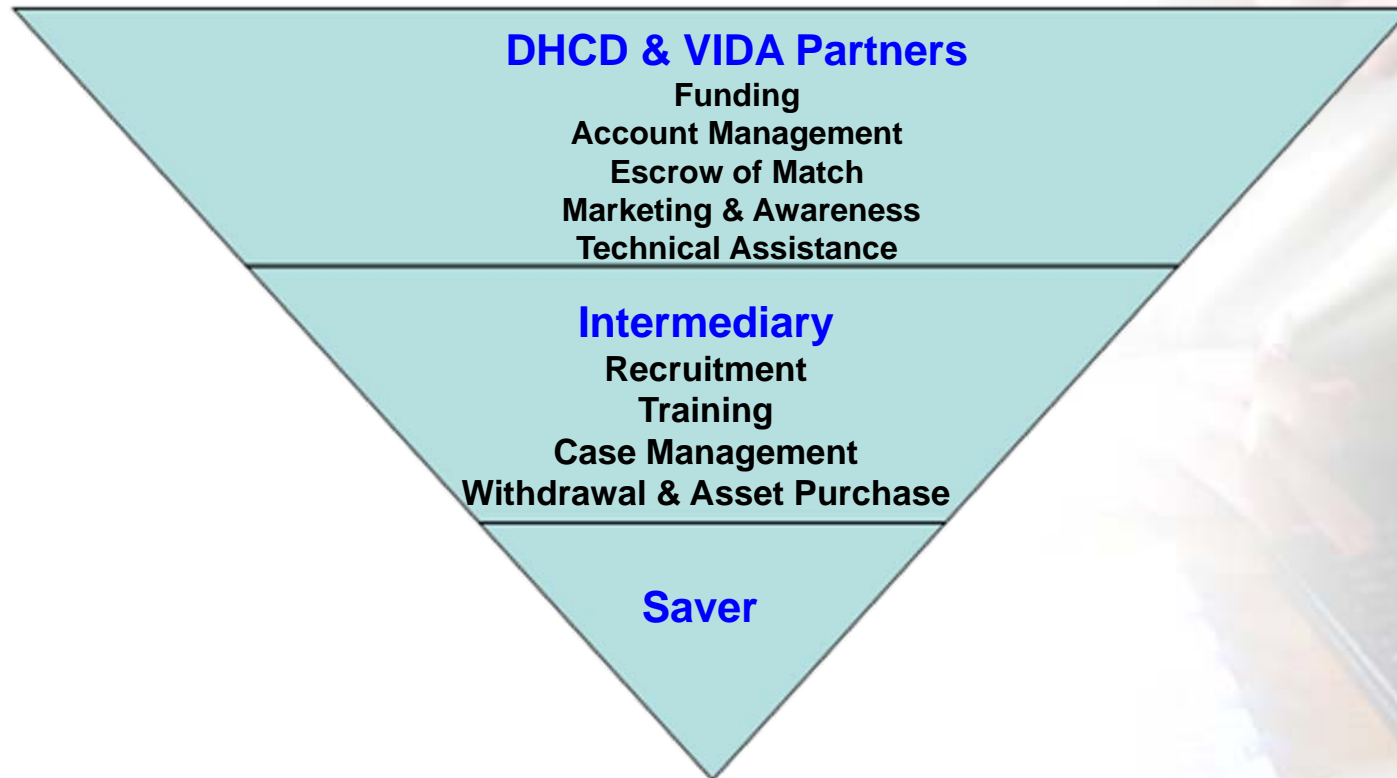 DHCD & VIDA Partners
Funding
Account Management
Escrow of Match
Marketing & Awareness
Technical Assistance
Intermediary
Recruitment
Training
Case Management
Withdrawal & Asset Purchase
Saver